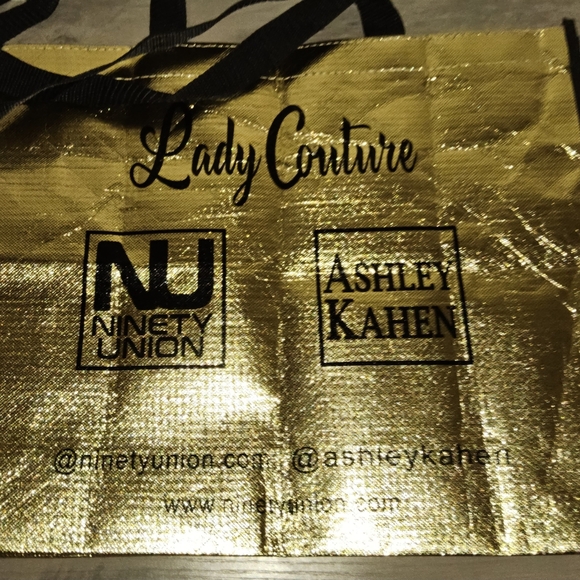 Lady Couture
NU
NINETY
UNION
ASHLEY
KAHEN
@ninetyunion.com @ashleykahen
www.ninetyunion.com